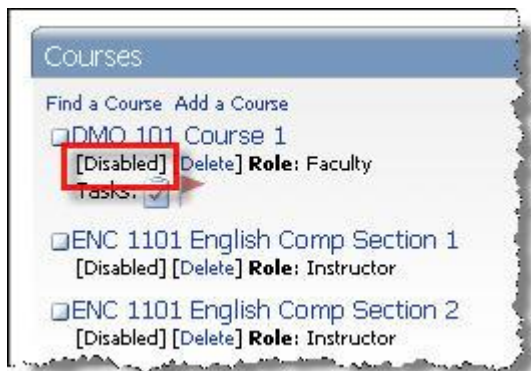 Courses
Find a Course Add a Course
DMO 101 Course 1
[Disabled] [Delete] Role: Faculty
Tasks:
ENC 1101 English Comp Section 1
[Disabled] [Delete] Role: Instructor
ENC 1101 English Comp Section 2
[Disabled] [Delete] Role: Instructor